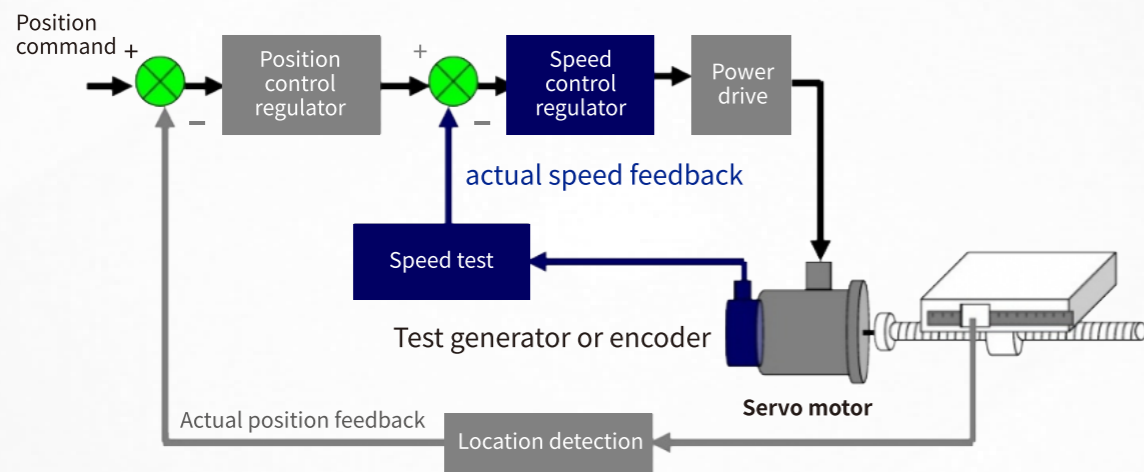 Position
command +
Position
control
regulator
+
Speed
control
regulator
Power
drive
−
−
actual speed feedback
Speed test
Test generator or encoder
Servo motor
Actual position feedback
Location detection